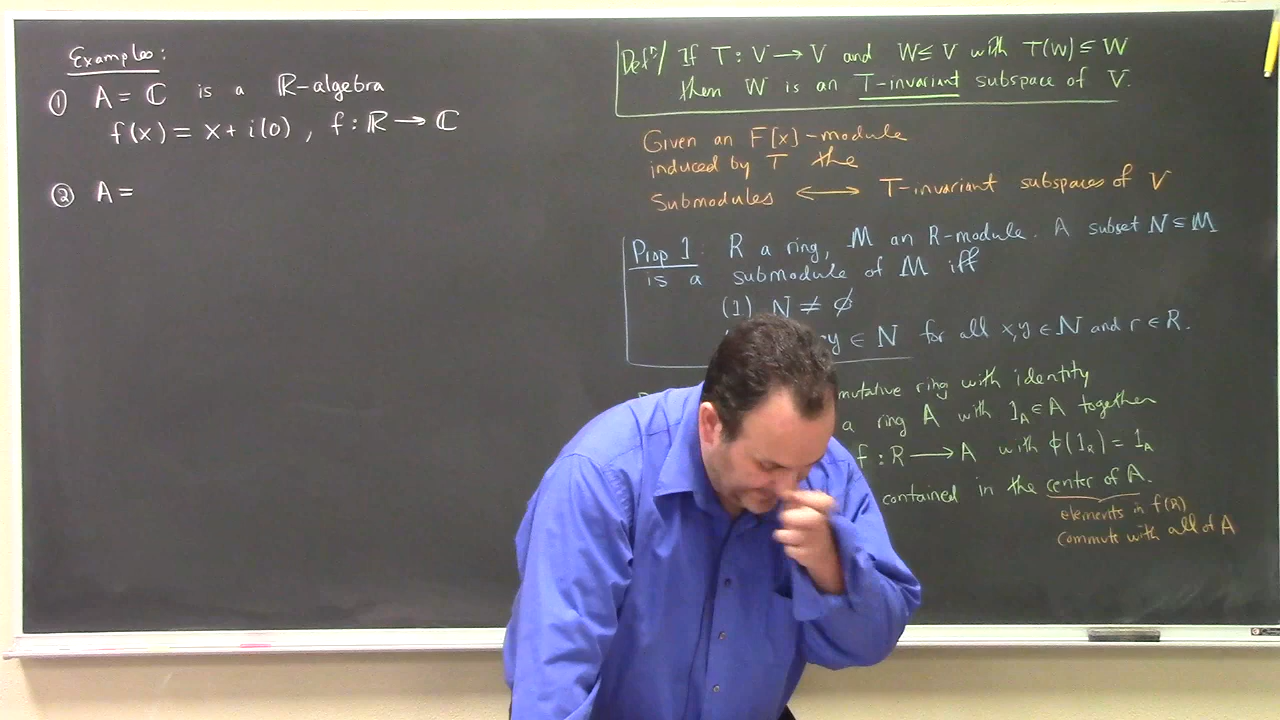 Examples:
① A = ℂ is a ℝ-algebra
f(x) = x + i(0) , f : ℝ → ℂ
② A =
Defⁿ/ If T : V → V and W ≤ V with T(W) ≤ W
then W is an T-invariant subspace of V.
Given an F[x]-module
induced by T the
Submodules ⟷ T-invariant subspaces of V
Prop 1: R a ring, M an R-module. A subset N ⊆ M
is a submodule of M iff
(1) N ≠ ∅
y ∈ N for all x,y ∈ N and r ∈ R.
mutative ring with identity
a ring A with 1_A ∈ A together
f : R → A with ϕ(1_R) = 1_A
contained in the center of A.
elements in f(R)
commute with all of A